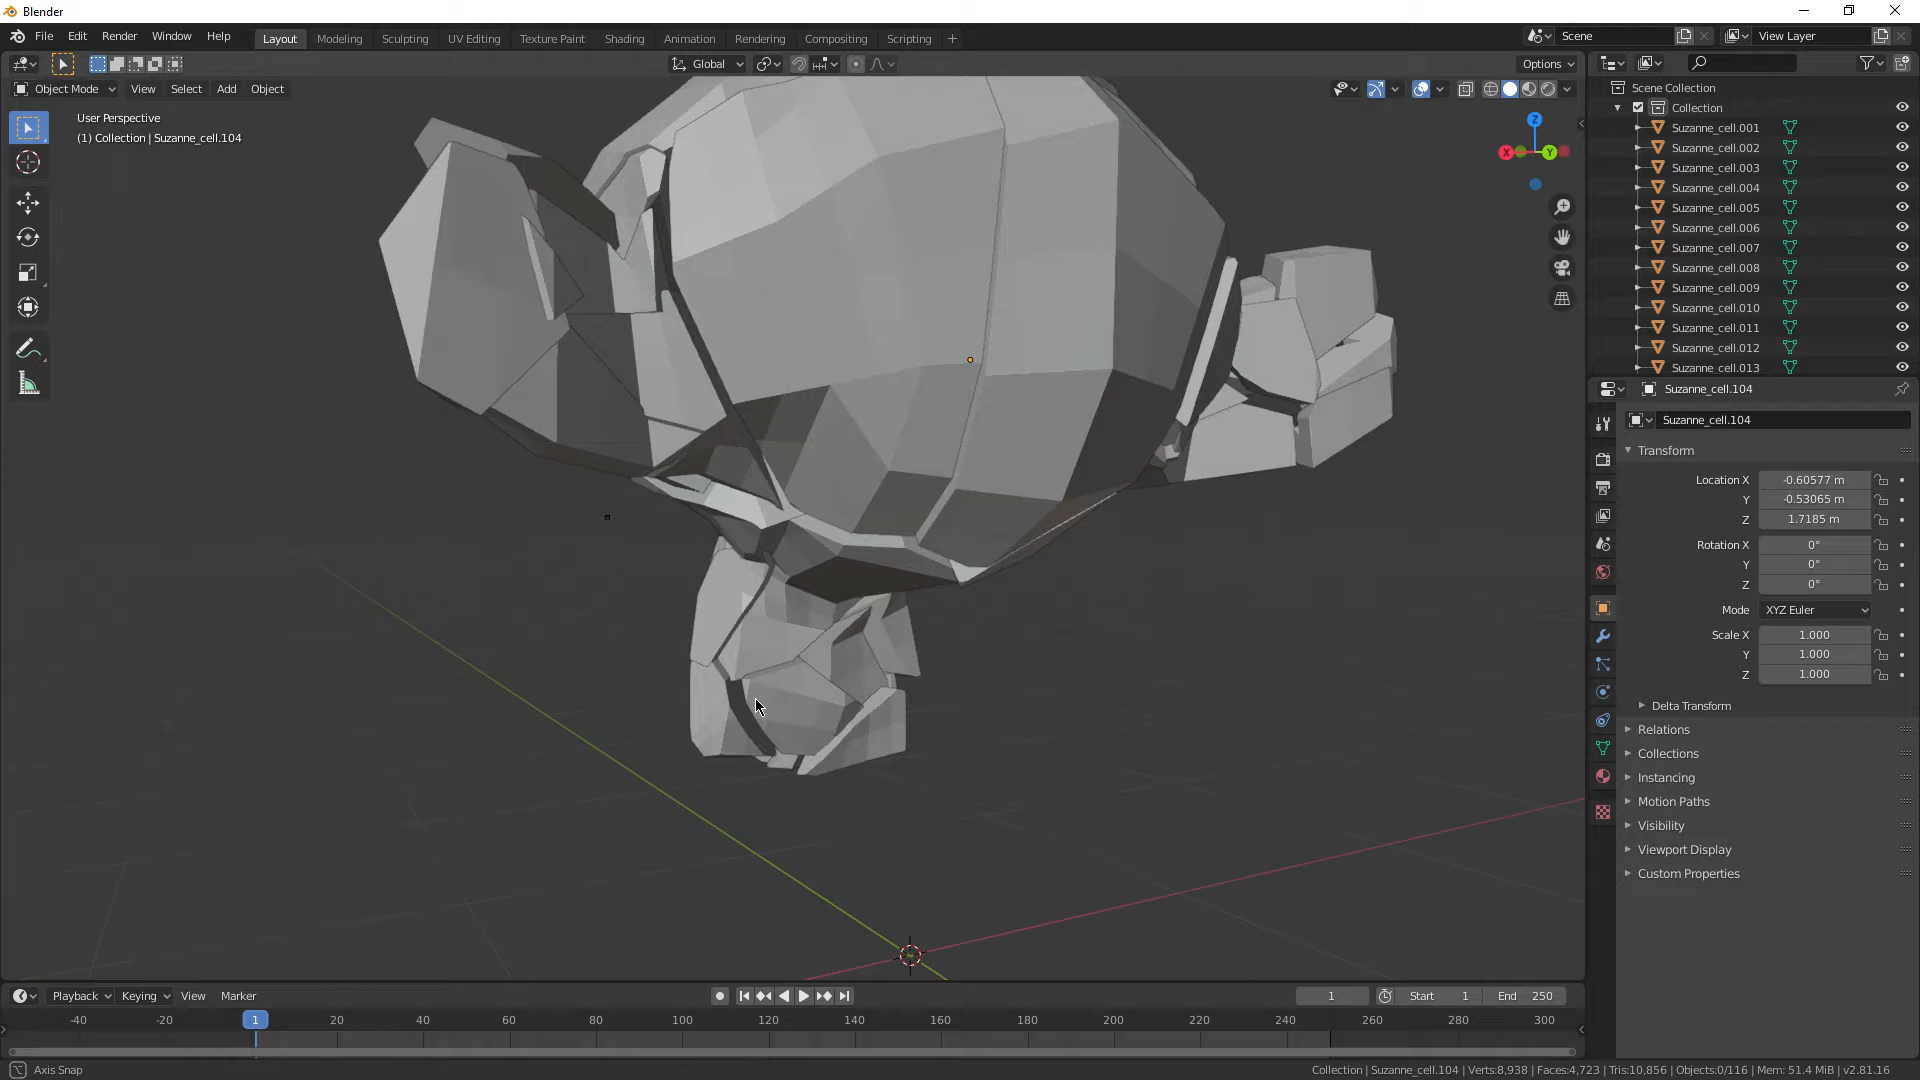 Blender
File Edit Render Window Help
Layout Modeling Sculpting UV Editing Texture Paint Shading Animation Rendering Compositing Scripting +
Scene
View Layer
Global
Options
Object Mode View Select Add Object
User Perspective
(1) Collection | Suzanne_cell.104
Z
X
Y
Scene Collection
Collection
Suzanne_cell.001
Suzanne_cell.002
Suzanne_cell.003
Suzanne_cell.004
Suzanne_cell.005
Suzanne_cell.006
Suzanne_cell.007
Suzanne_cell.008
Suzanne_cell.009
Suzanne_cell.010
Suzanne_cell.011
Suzanne_cell.012
Suzanne_cell.013
Suzanne_cell.104
Suzanne_cell.104
Transform
Location X -0.60577 m
Y -0.53065 m
Z 1.7185 m
Rotation X 0°
Y 0°
Z 0°
Mode XYZ Euler
Scale X 1.000
Y 1.000
Z 1.000
Delta Transform
Relations
Collections
Instancing
Motion Paths
Visibility
Viewport Display
Custom Properties
Playback Keying View Marker
1 Start 1 End 250
-40 -20 1 20 40 60 80 100 120 140 160 180 200 220 240 260 280 300
Axis Snap
Collection | Suzanne_cell.104 | Verts:8,938 | Faces:4,723 | Tris:10,856 | Objects:0/116 | Mem: 51.4 MiB | v2.81.16